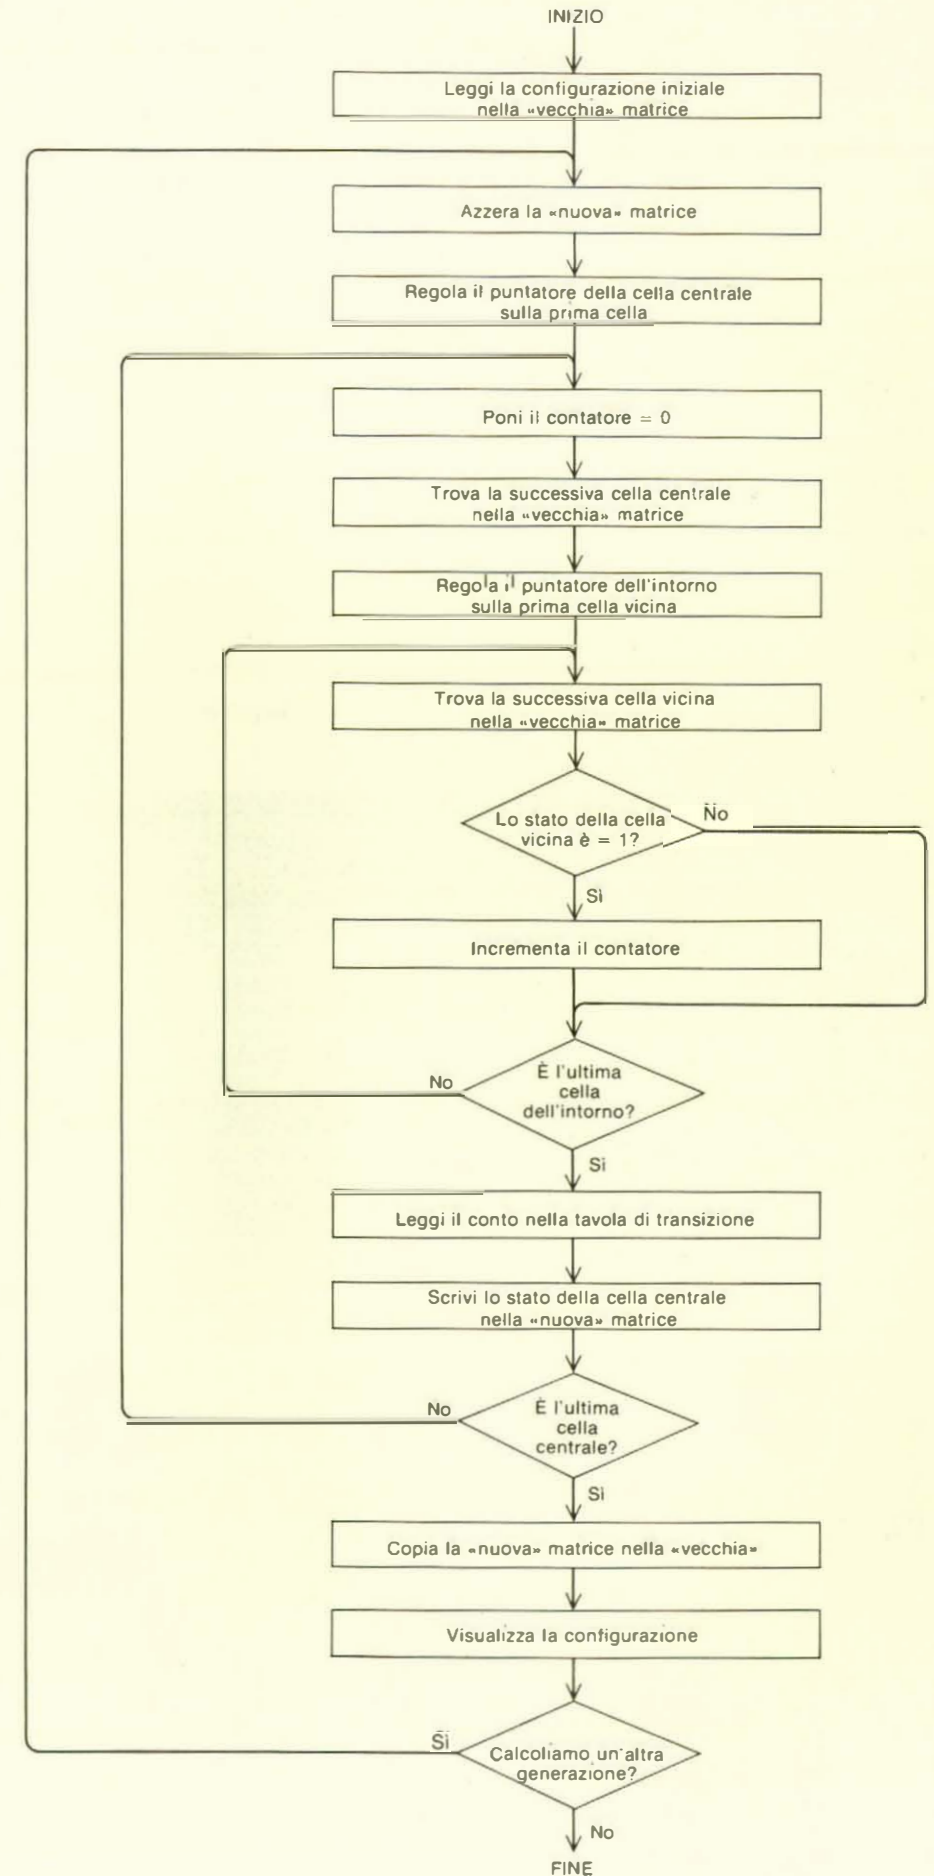 INIZIO
Leggi la configurazione iniziale
nella «vecchia» matrice
Azzera la «nuova» matrice
Regola il puntatore della cella centrale
sulla prima cella
Poni il contatore = 0
Trova la successiva cella centrale
nella «vecchia» matrice
Regola il puntatore dell'intorno
sulla prima cella vicina
Trova la successiva cella vicina
nella «vecchia» matrice
Lo stato della cella
vicina è = 1?
No
Sì
Incrementa il contatore
È l'ultima
cella
dell'intorno?
No
Sì
Leggi il conto nella tavola di transizione
Scrivi lo stato della cella centrale
nella «nuova» matrice
È l'ultima
cella
centrale?
No
Sì
Copia la «nuova» matrice nella «vecchia»
Visualizza la configurazione
Calcoliamo un'altra
generazione?
Sì
No
FINE